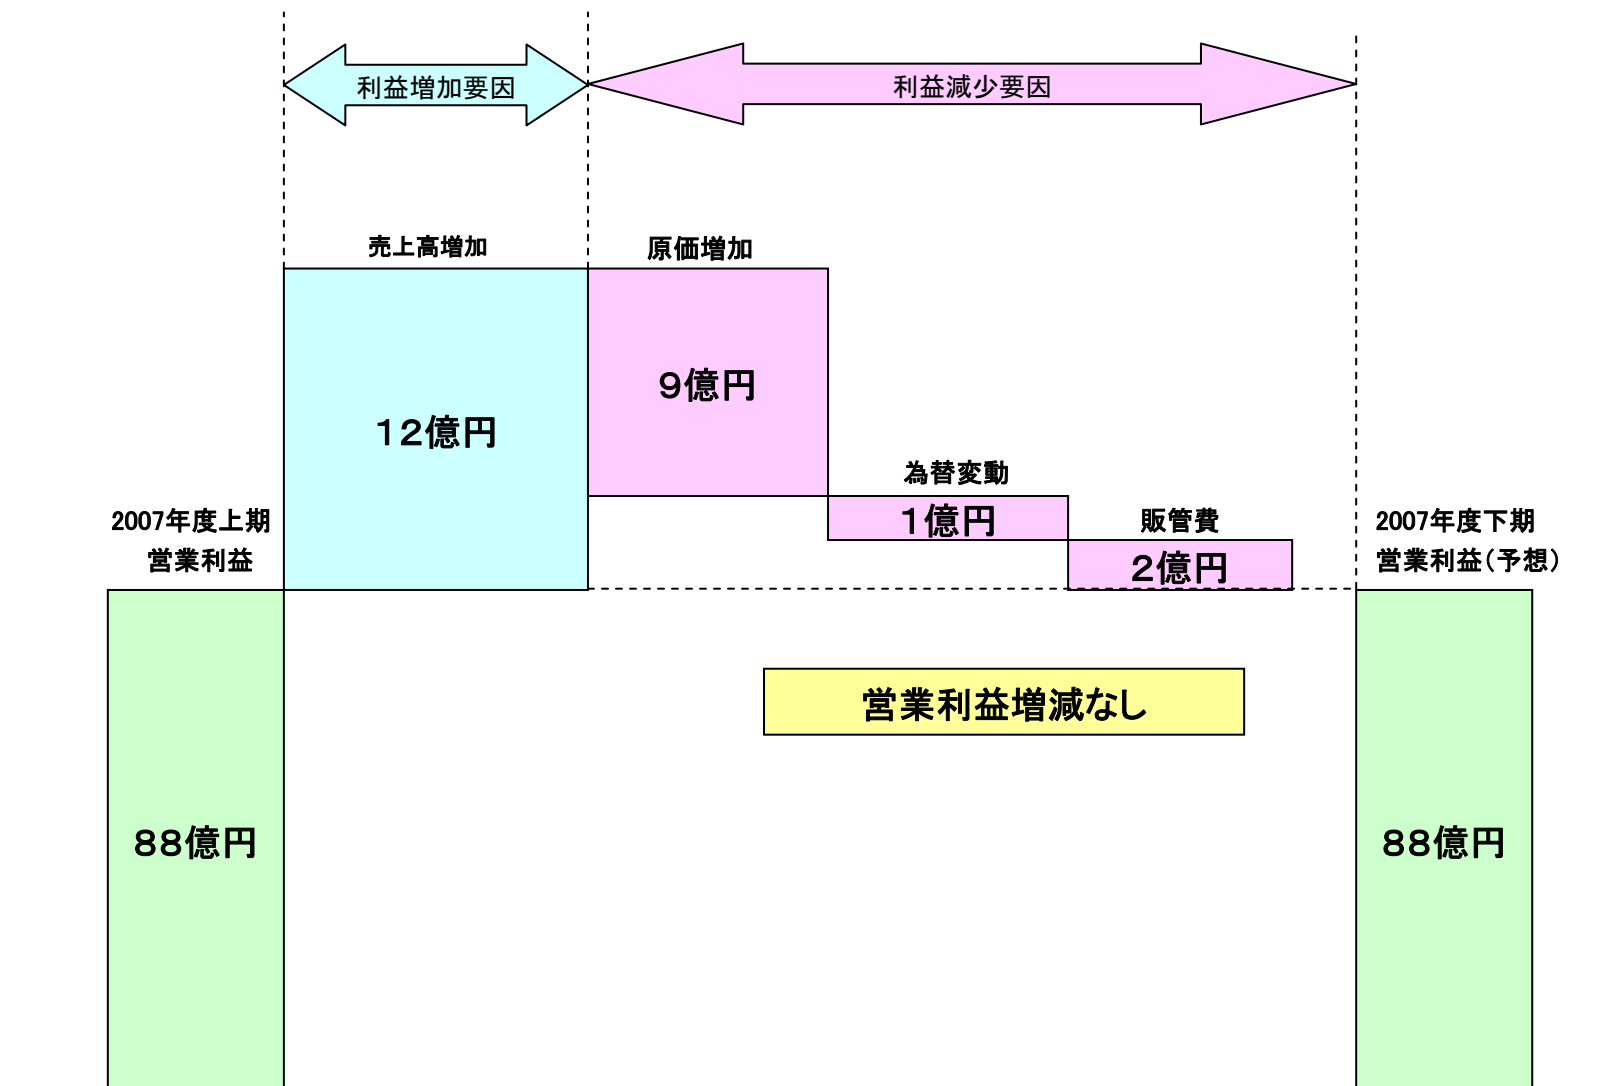 利益増加要因
利益減少要因
売上高増加
原価増加
9億円
12億円
為替変動
1億円
販管費
2億円
2007年度上期
営業利益
2007年度下期
営業利益(予想)
営業利益増減なし
88億円
88億円